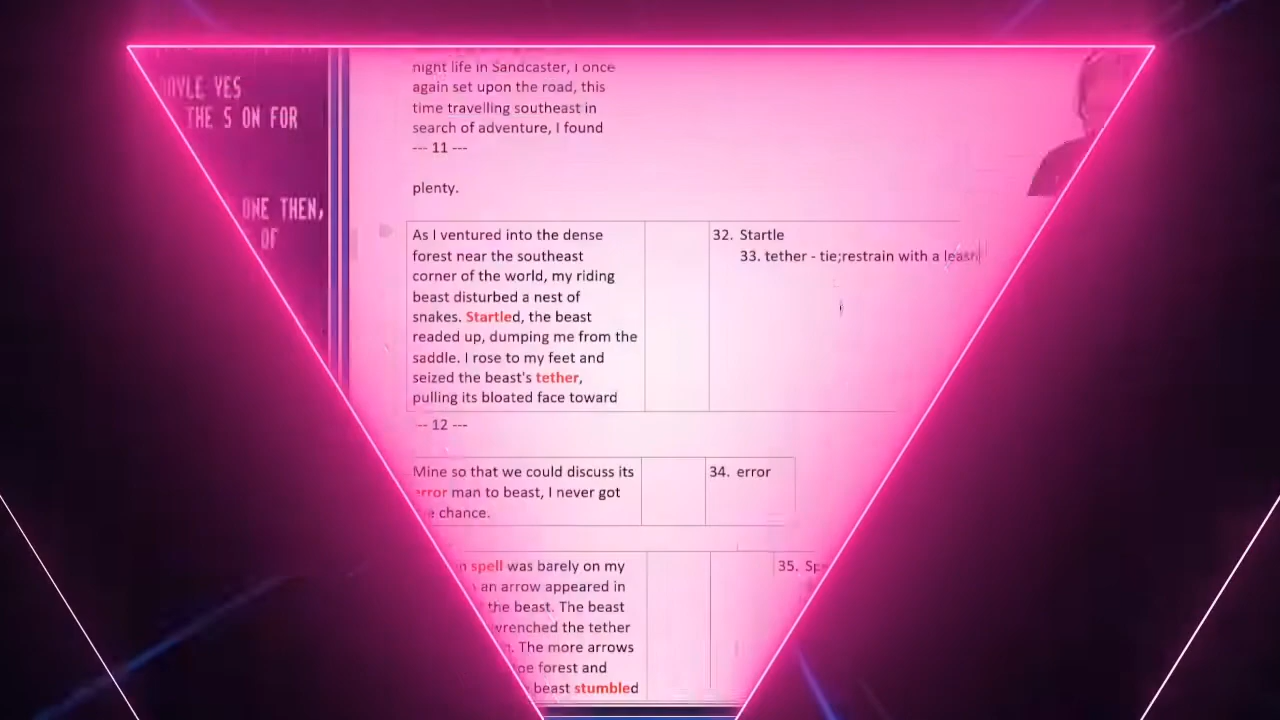 YES
THE S ON FOR
ONE THEN,
OF
night life in Sandcaster, I once
again set upon the road, this
time travelling southeast in
search of adventure, I found
--- 11 ---
plenty.
As I ventured into the dense
forest near the southeast
corner of the world, my riding
beast disturbed a nest of
snakes. Startled, the beast
readed up, dumping me from the
saddle. I rose to my feet and
seized the beast's tether,
pulling its bloated face toward
32. Startle
33. tether - tie;restrain with a leash
-- 12 ---
Mine so that we could discuss its
error man to beast, I never got
chance.
34. error
spell was barely on my
an arrow appeared in
the beast. The beast
wrenched the tether
The more arrows
forest and
beast stumbled
35.